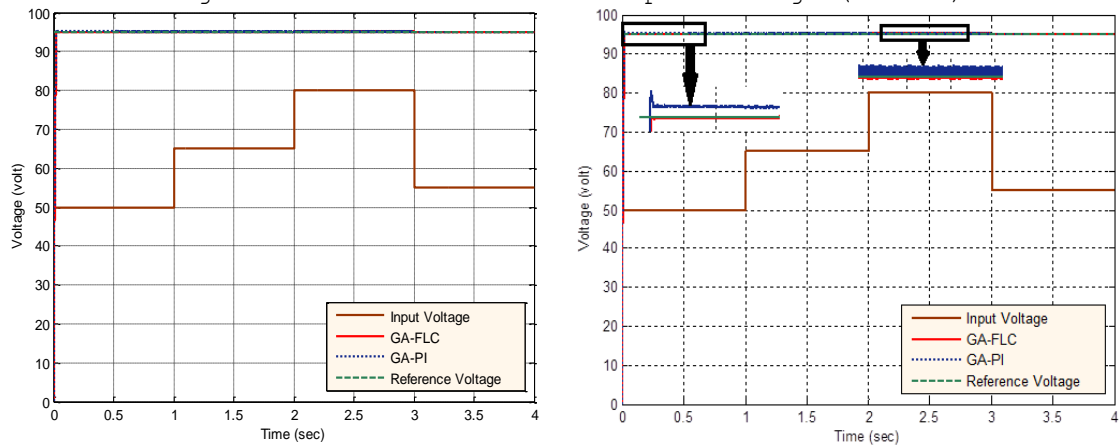 100
90
80
70
60
50
40
30
20
10
0
Voltage (volt)
0 0.5 1 1.5 2 2.5 3 3.5 4
Time (sec)
Input Voltage
GA-FLC
GA-PI
Reference Voltage
100
90
80
70
60
50
40
30
20
10
0
Voltage (volt)
0 0.5 1 1.5 2 2.5 3 3.5 4
Time (sec)
Input Voltage
GA-FLC
GA-PI
Reference Voltage